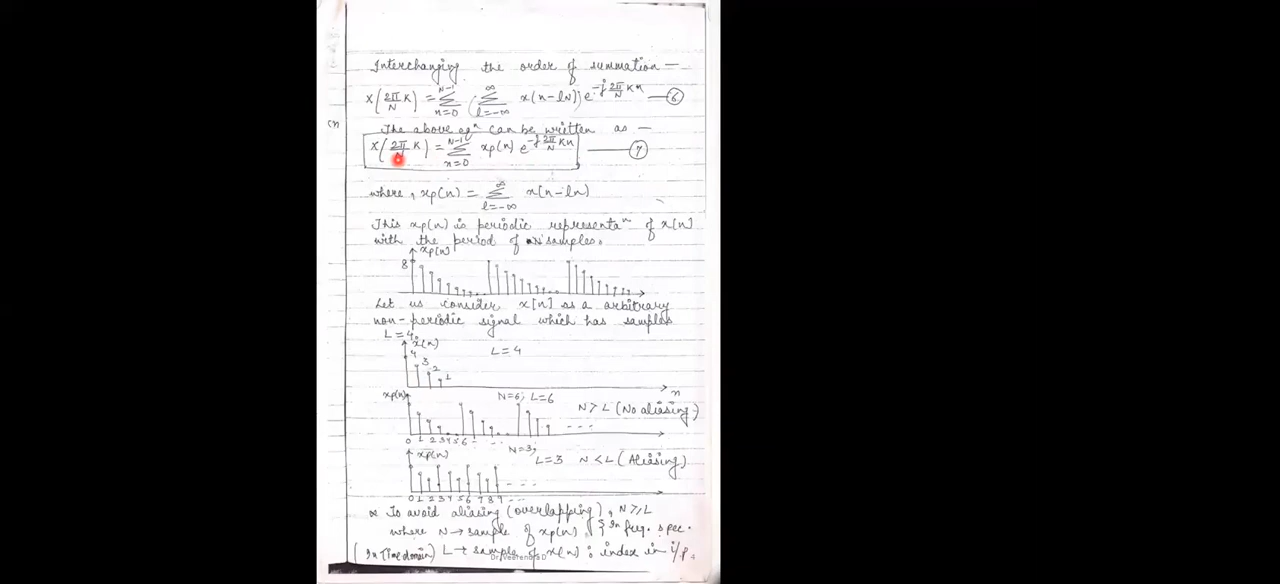 Interchanging the order of summation —
X(2π/N K) = N-1 Σ n=0 ( ∞ Σ l=-∞ x(n-lN)) e^-j 2π/N Kn —⑥
(n
The above eqn can be written as —
X(2π/N K) = N-1 Σ n=0 xp(n) e^-j 2π/N Kn —⑦
where, xp(n) = ∞ Σ l=-∞ x(n-ln)
This xp(n) is periodic representan of x[n]
with the period of N samples.
xp[n]
8
Let us consider x[n] as a arbitrary
non-periodic signal which has samples
L=4.
x(n)
L=4
4 3 2 1
n
xp(n)
N=6; L=6
N > L (No aliasing)
0 1 2 3 4 5 6 - - - -
N=3;
xp(n)
L=3 N < L (Aliasing)
0 1 2 3 4 5 6 7 8 9 - - -
To avoid aliasing (overlapping), N ≥ L
where N → sample of xp(n) in freq. spec.
(In Time domain) L → sample of x(n) : index in i/p
Dr Veerendra D 4